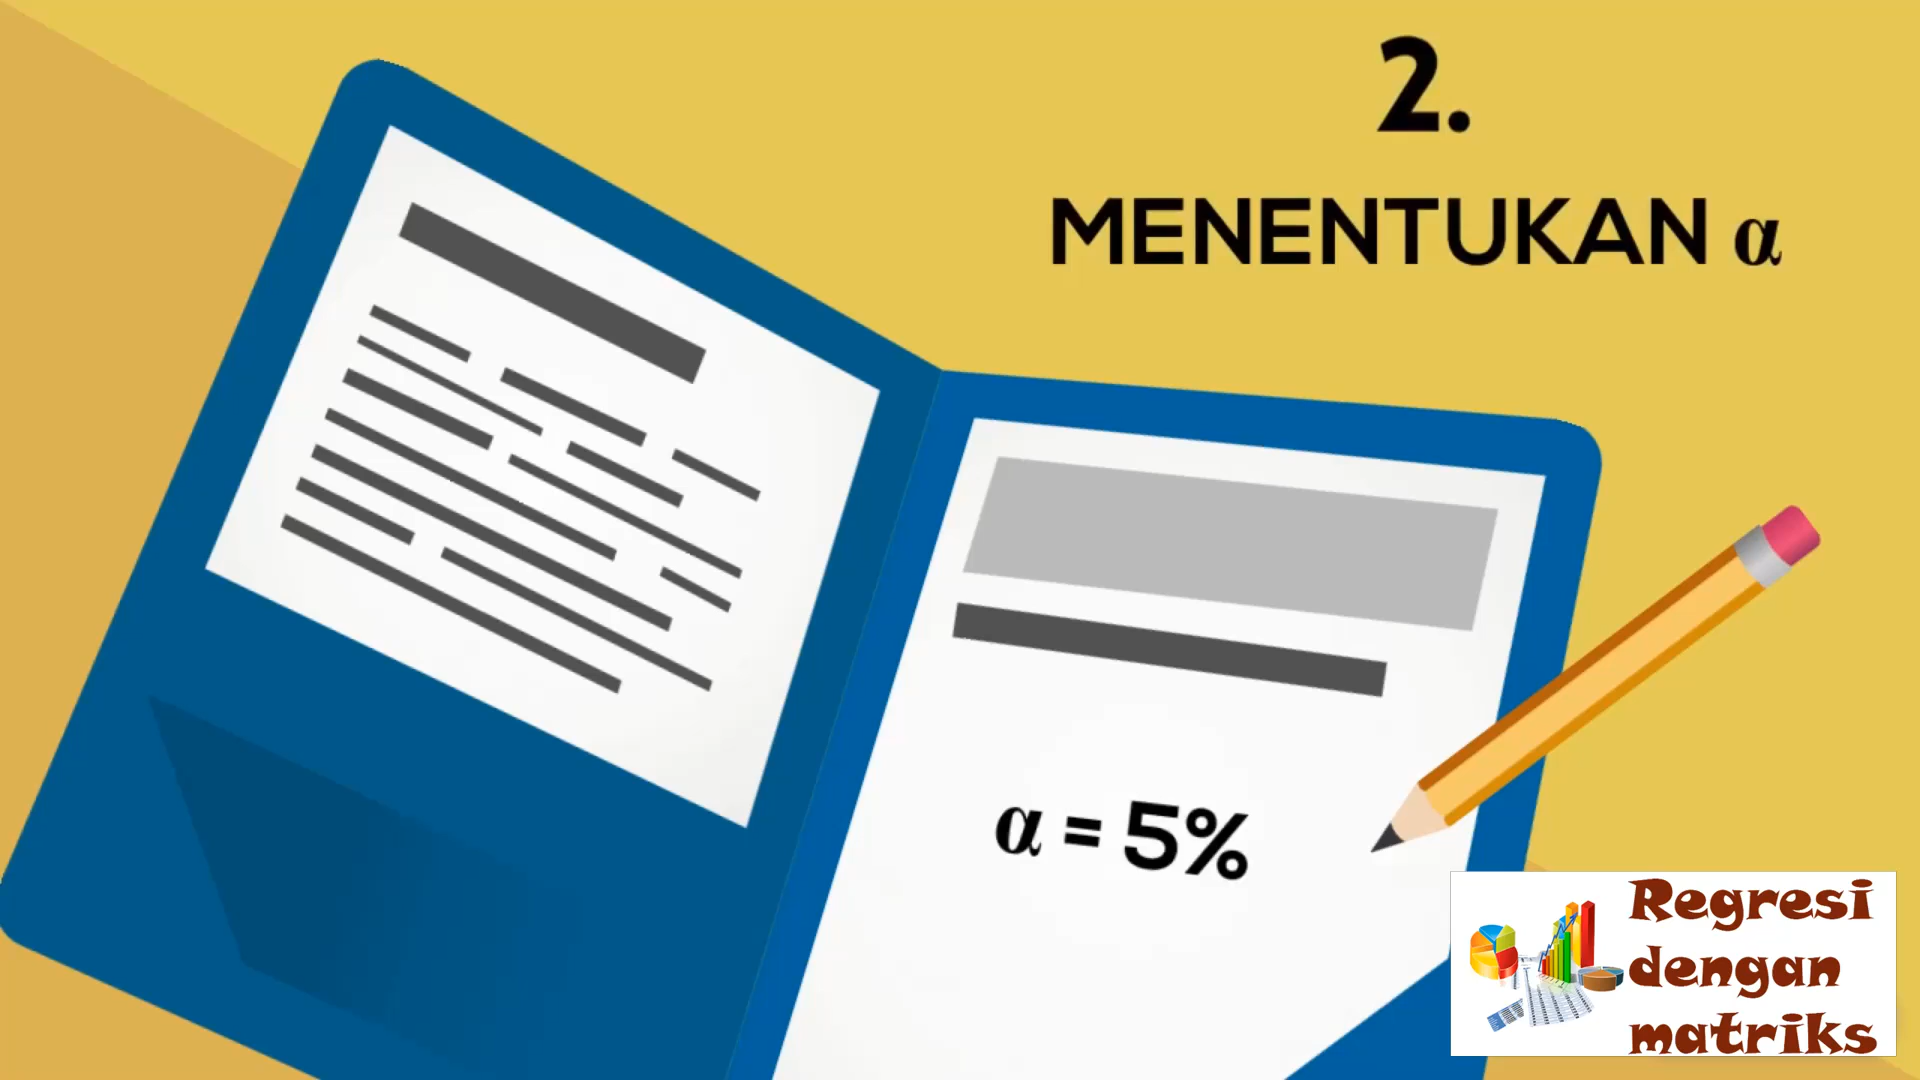 2.
MENENTUKAN α
α = 5%
Regresi
dengan
matriks